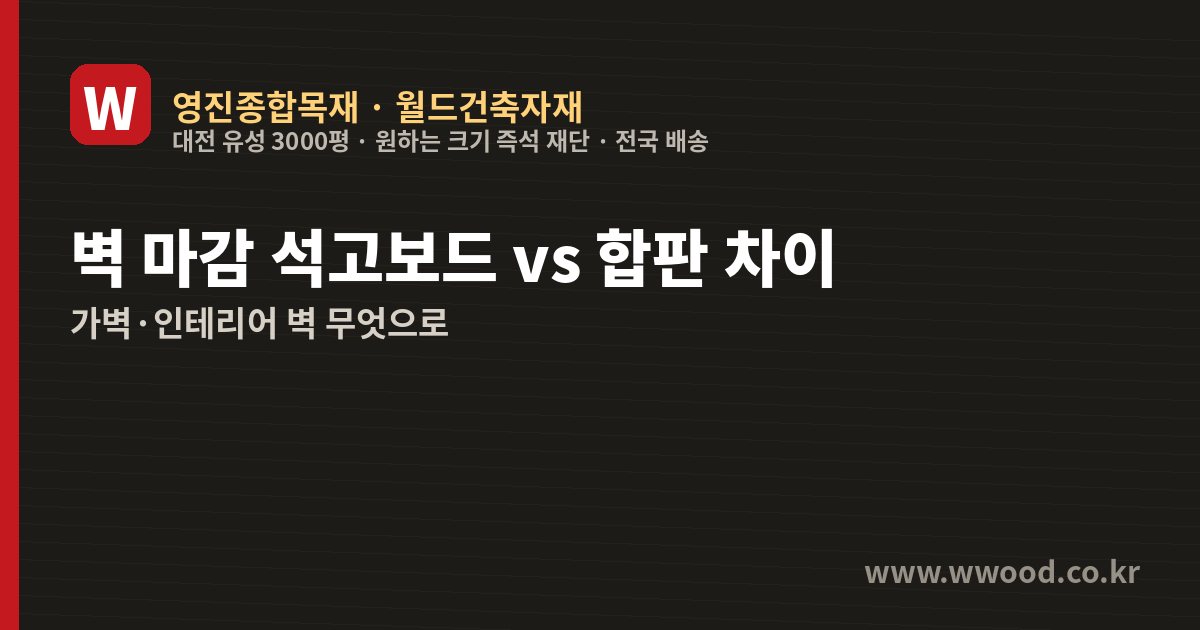 W
영진종합목재 · 월드건축자재
대전 유성 3000평 · 원하는 크기 즉석 재단 · 전국 배송
벽 마감 석고보드 vs 합판 차이
가벽·인테리어 벽 무엇으로
www.wwood.co.kr